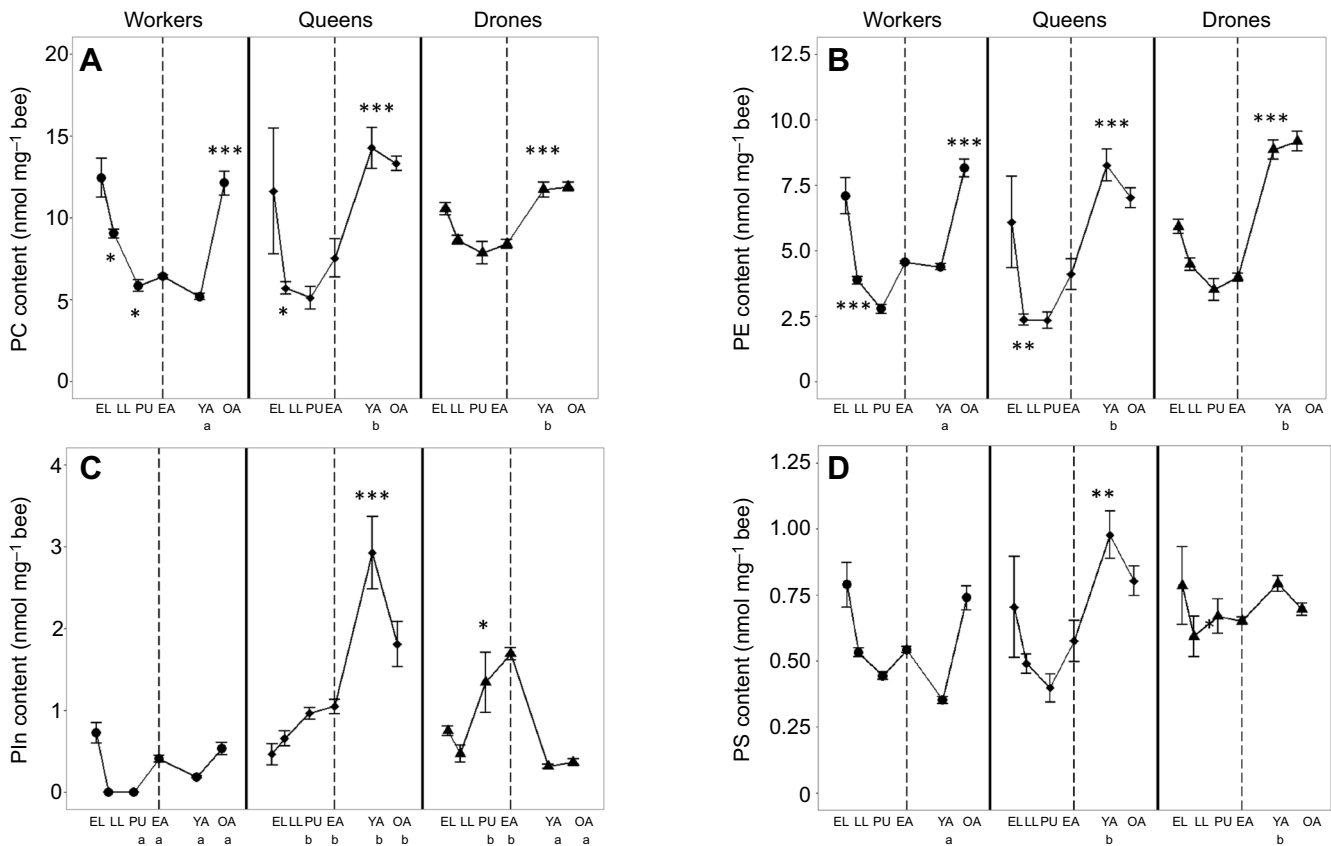 Workers Queens Drones
A
PC content (nmol mg⁻¹ bee)
20
15
10
5
0
*
*
***
*
***
***
EL LL PU EA YA OA EL LL PU EA YA OA EL LL PU EA YA OA
a b b
Workers Queens Drones
B
PE content (nmol mg⁻¹ bee)
12.5
10.0
7.5
5.0
2.5
0
***
***
**
***
***
EL LL PU EA YA OA EL LL PU EA YA OA EL LL PU EA YA OA
a b b
C
PIn content (nmol mg⁻¹ bee)
4
3
2
1
0
***
*
EL LL PU EA YA OA EL LL PU EA YA OA EL LL PU EA YA OA
a a a a b b b b b b a a
D
PS content (nmol mg⁻¹ bee)
1.25
1.00
0.75
0.50
0.25
0
**
*
EL LL PU EA YA OA EL LL PU EA YA OA EL LL PU EA YA OA
a b b